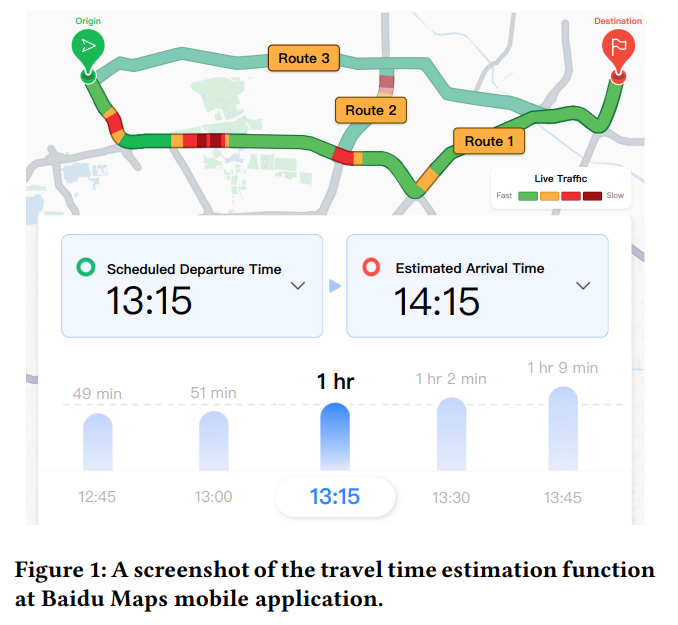 Origin
Destination
Route 3
Route 2
Route 1
Live Traffic
Fast
Slow
Scheduled Departure Time
13:15
Estimated Arrival Time
14:15
49 min
51 min
1 hr
1 hr 2 min
1 hr 9 min
12:45
13:00
13:15
13:30
13:45
Figure 1: A screenshot of the travel time estimation function
at Baidu Maps mobile application.